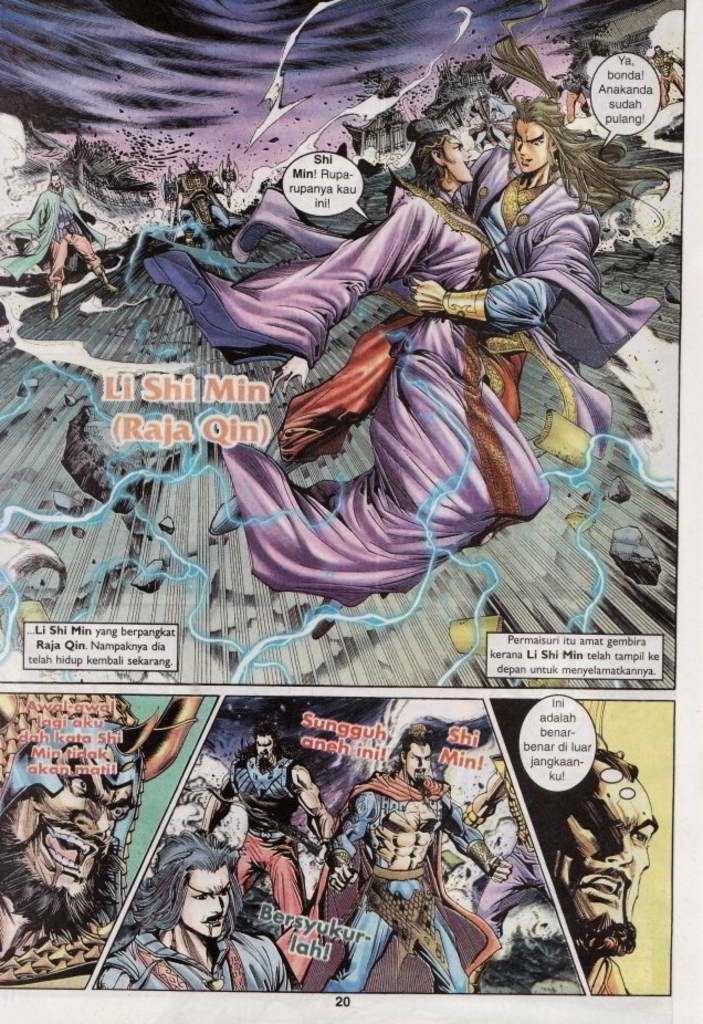 Ya,
bonda!
Anakanda
sudah
pulang!
Shi
Min! Rupa-
rupanya kau
ini!
Li Shi Min
(Raja Qin)
...Li Shi Min yang berpangkat
Raja Qin. Nampaknya dia
telah hidup kembali sekarang.
Permaisuri itu amat gembira
kerana Li Shi Min telah tampil ke
depan untuk menyelamatkannya.
Awal-awal
lagi aku
dah kata Shi
Min tidak
akan mati!
Sungguh
aneh ini!
Shi
Min!
Bersyukur-
lah!
Ini
adalah
benar-
benar di luar
jangkaan-
ku!
20